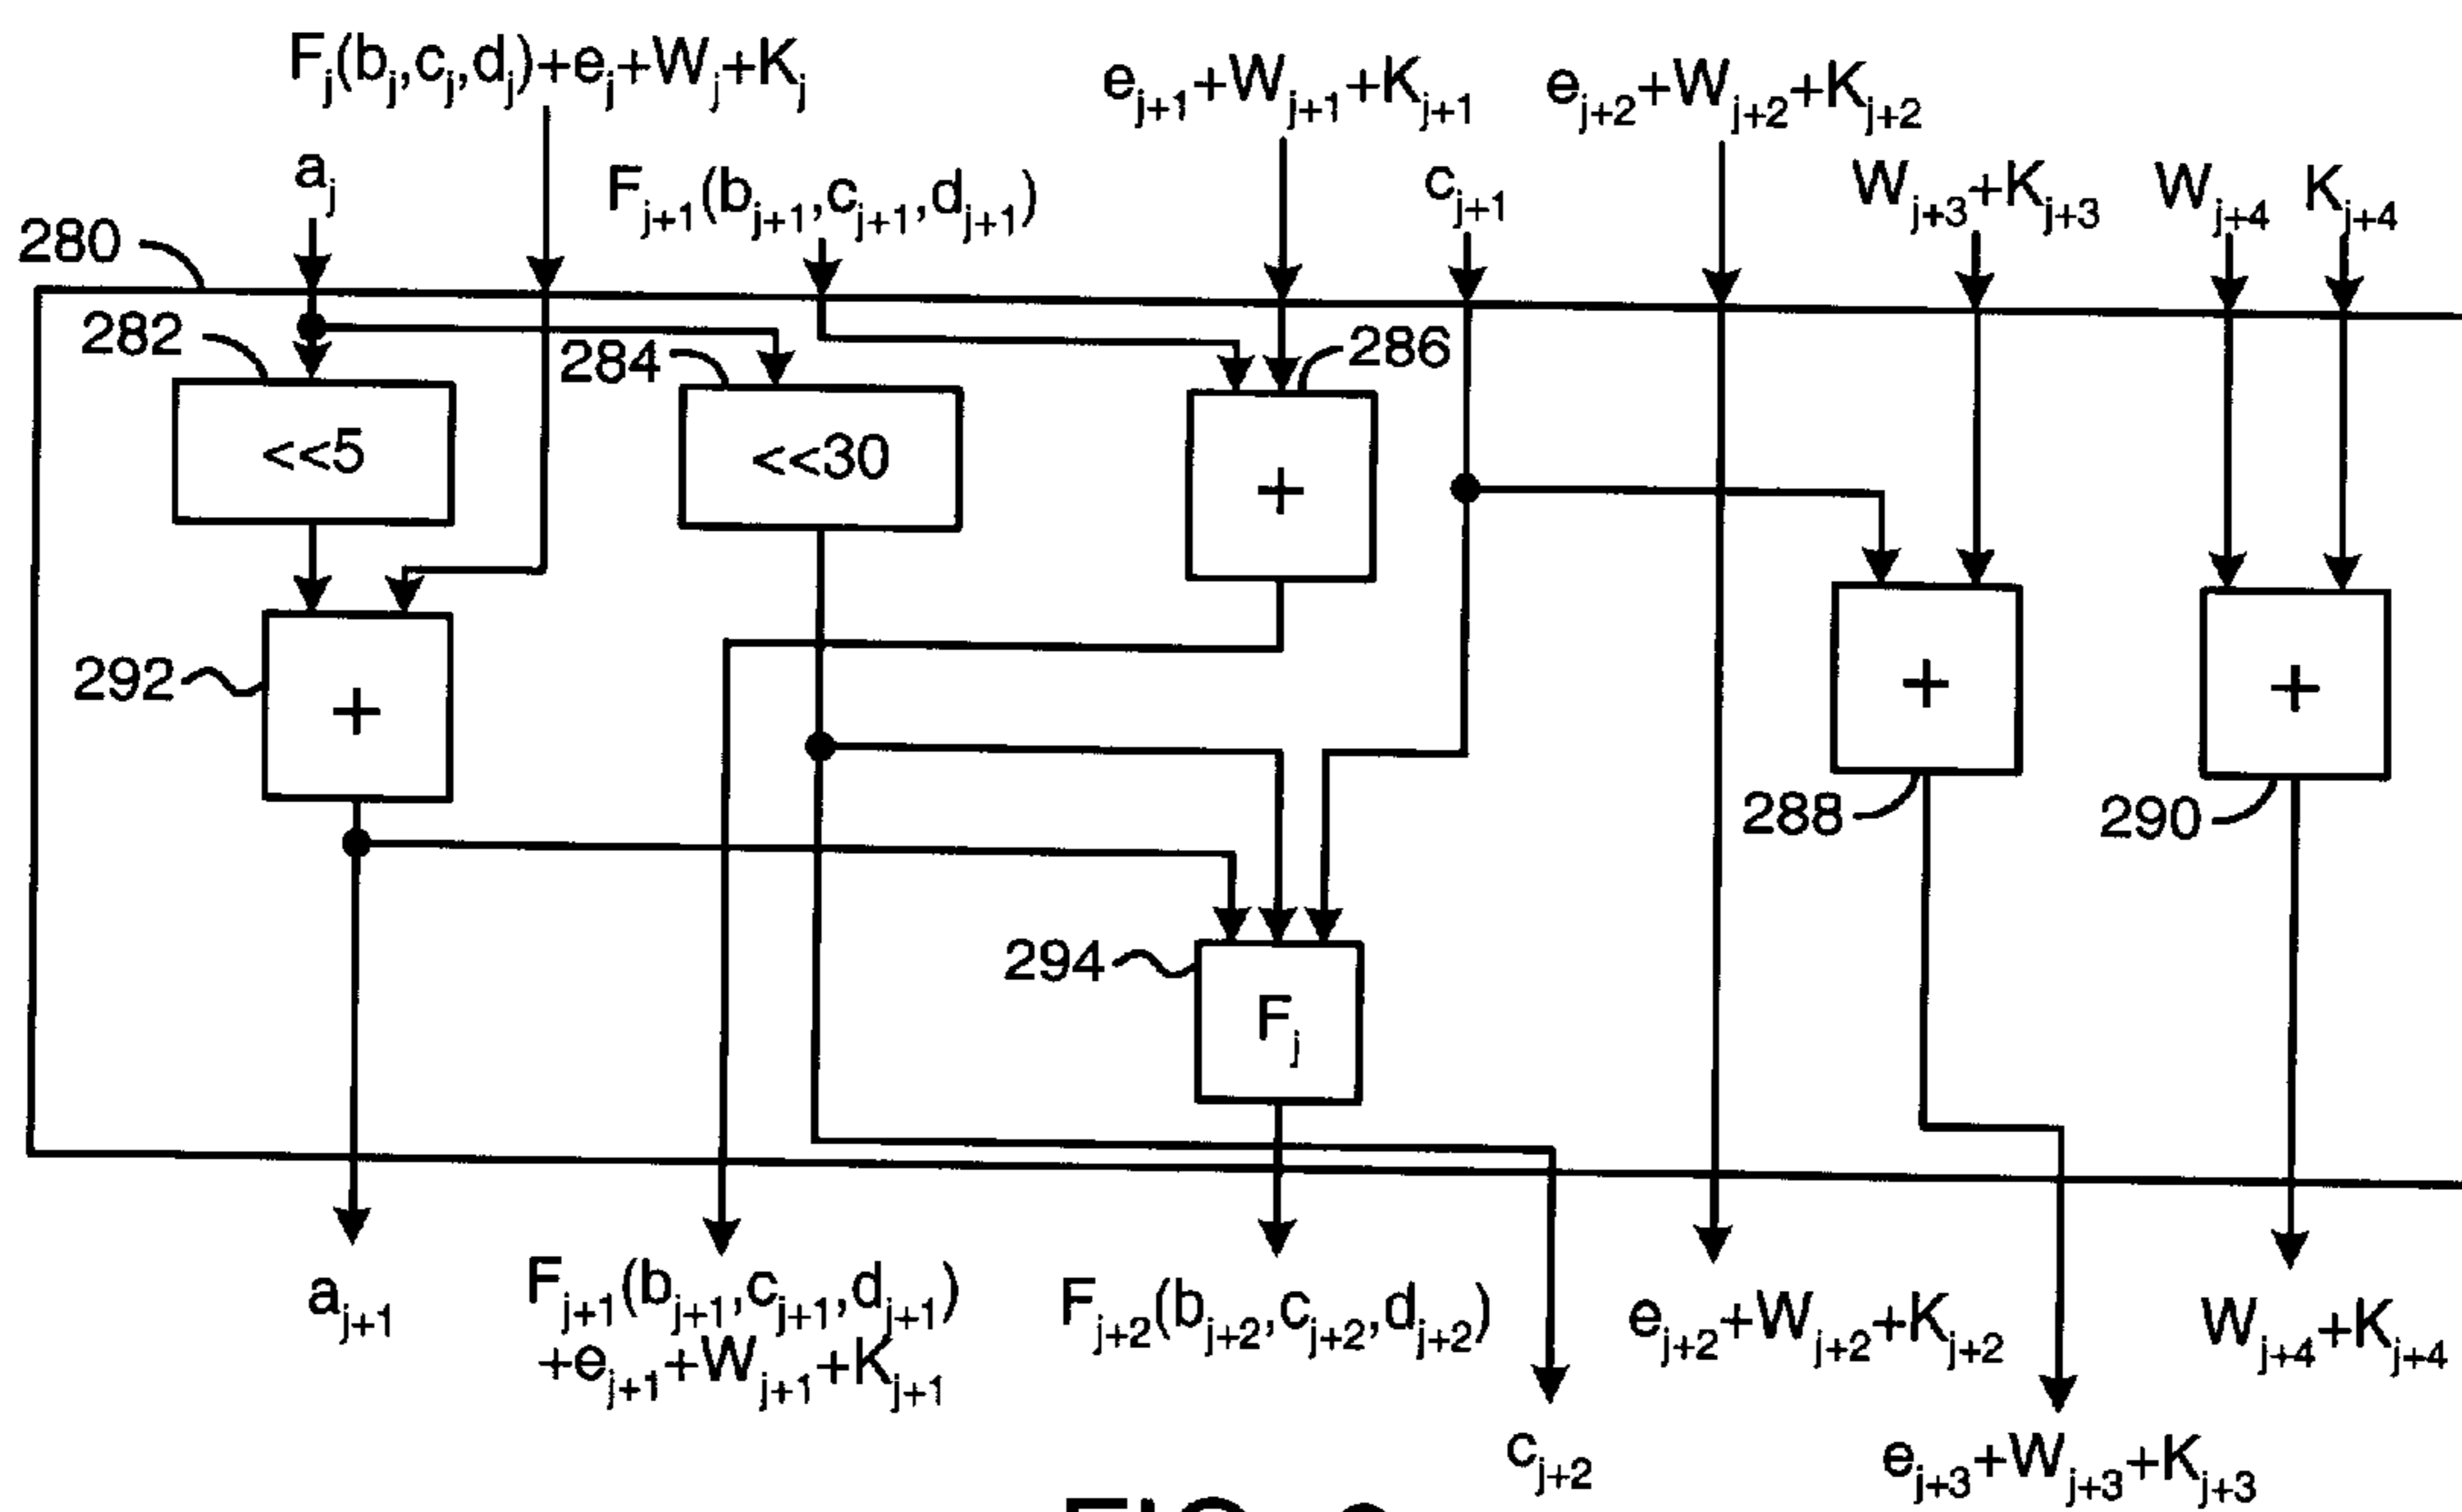 F_j(b_j,c_j,d_j)+e_j+W_j+K_j
e_{j+1}+W_{j+1}+K_{j+1}
e_{j+2}+W_{j+2}+K_{j+2}
a_j
F_{j+1}(b_{j+1},c_{j+1},d_{j+1})
c_{j+1}
W_{j+3}+K_{j+3}
W_{j+4}
K_{j+4}
280
282
284
286
<<5
<<30
+
292
+
+
+
288
290
294
F_j
a_{j+1}
F_{j+1}(b_{j+1},c_{j+1},d_{j+1})
+e_{j+1}+W_{j+1}+K_{j+1}
F_{j+2}(b_{j+2},c_{j+2},d_{j+2})
e_{j+2}+W_{j+2}+K_{j+2}
W_{j+4}+K_{j+4}
c_{j+2}
e_{j+3}+W_{j+3}+K_{j+3}